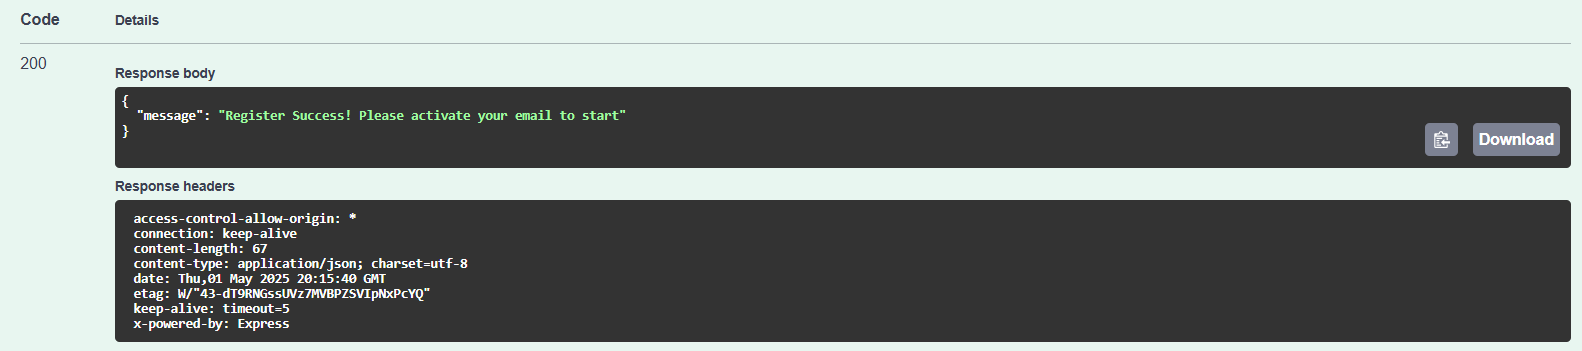 Code Details
200
Response body
{
"message": "Register Success! Please activate your email to start"
}
Download
Response headers
access-control-allow-origin: *
connection: keep-alive
content-length: 67
content-type: application/json; charset=utf-8
date: Thu,01 May 2025 20:15:40 GMT
etag: W/"43-dT9RNGssUVz7MVBPZSVIpNxPcYQ"
keep-alive: timeout=5
x-powered-by: Express